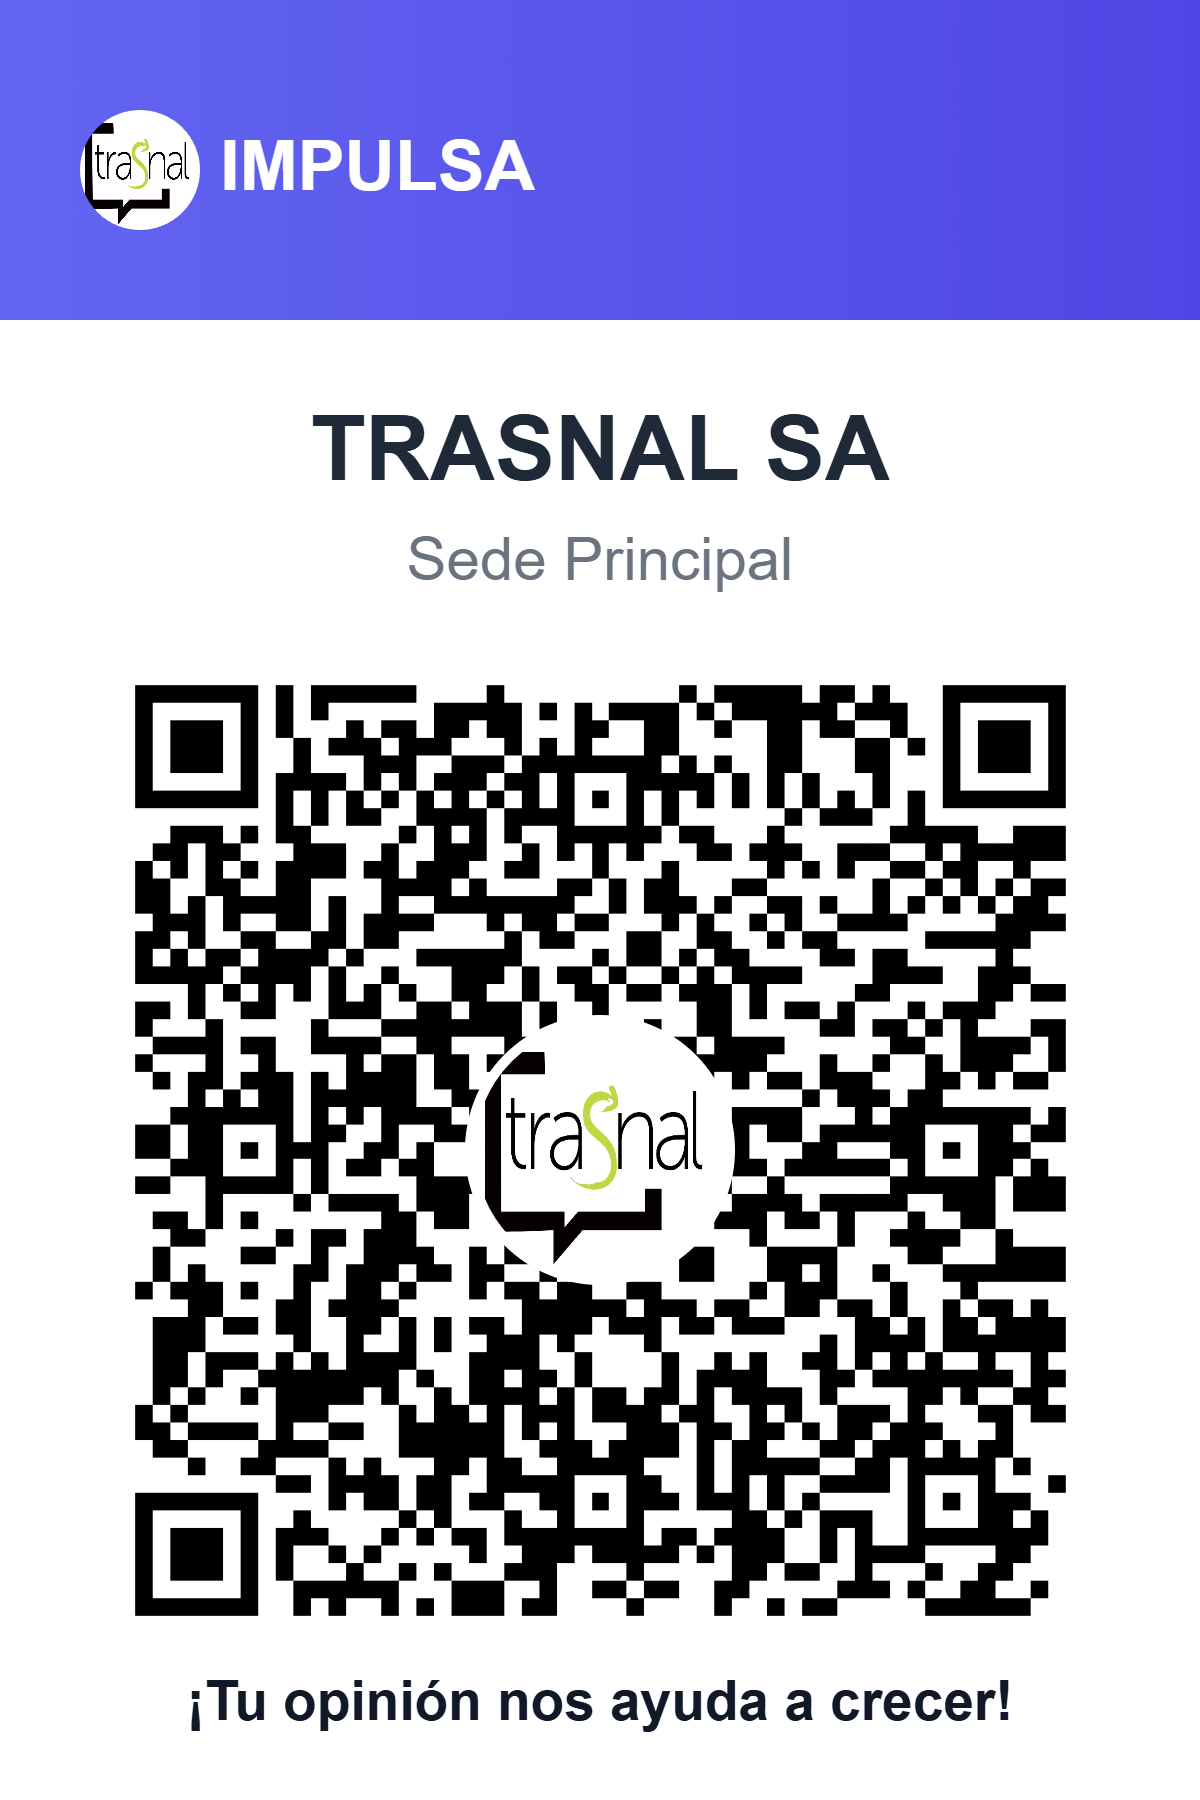 trasnal
IMPULSA
TRASNAL SA
Sede Principal
trasnal
¡Tu opinión nos ayuda a crecer!